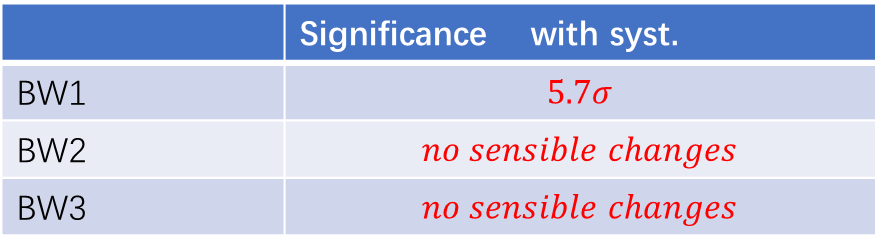 Significance with syst.
BW1 5.7σ
BW2 no sensible changes
BW3 no sensible changes